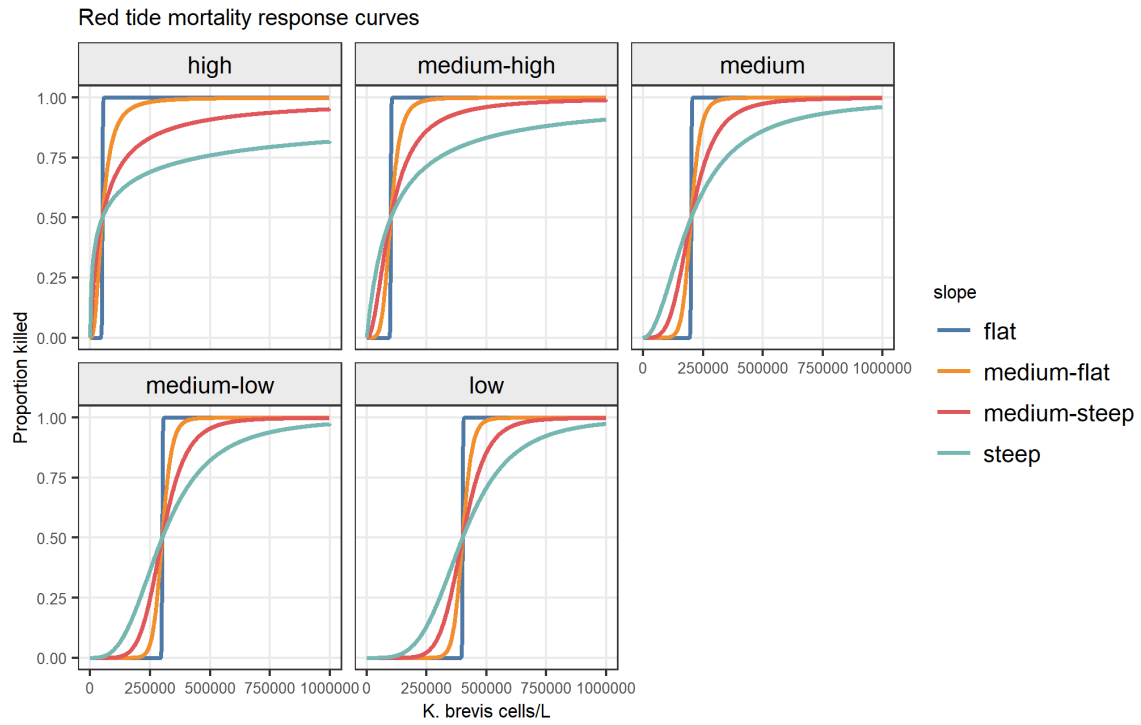 Red tide mortality response curves
high
medium-high
medium
1.00
0.75
0.50
0.25
0.00
0 250000 500000 750000 1000000
medium-low
low
1.00
0.75
0.50
0.25
0.00
0 250000 500000 750000 1000000
0 250000 500000 750000 1000000
Proportion killed
K. brevis cells/L
slope
flat
medium-flat
medium-steep
steep